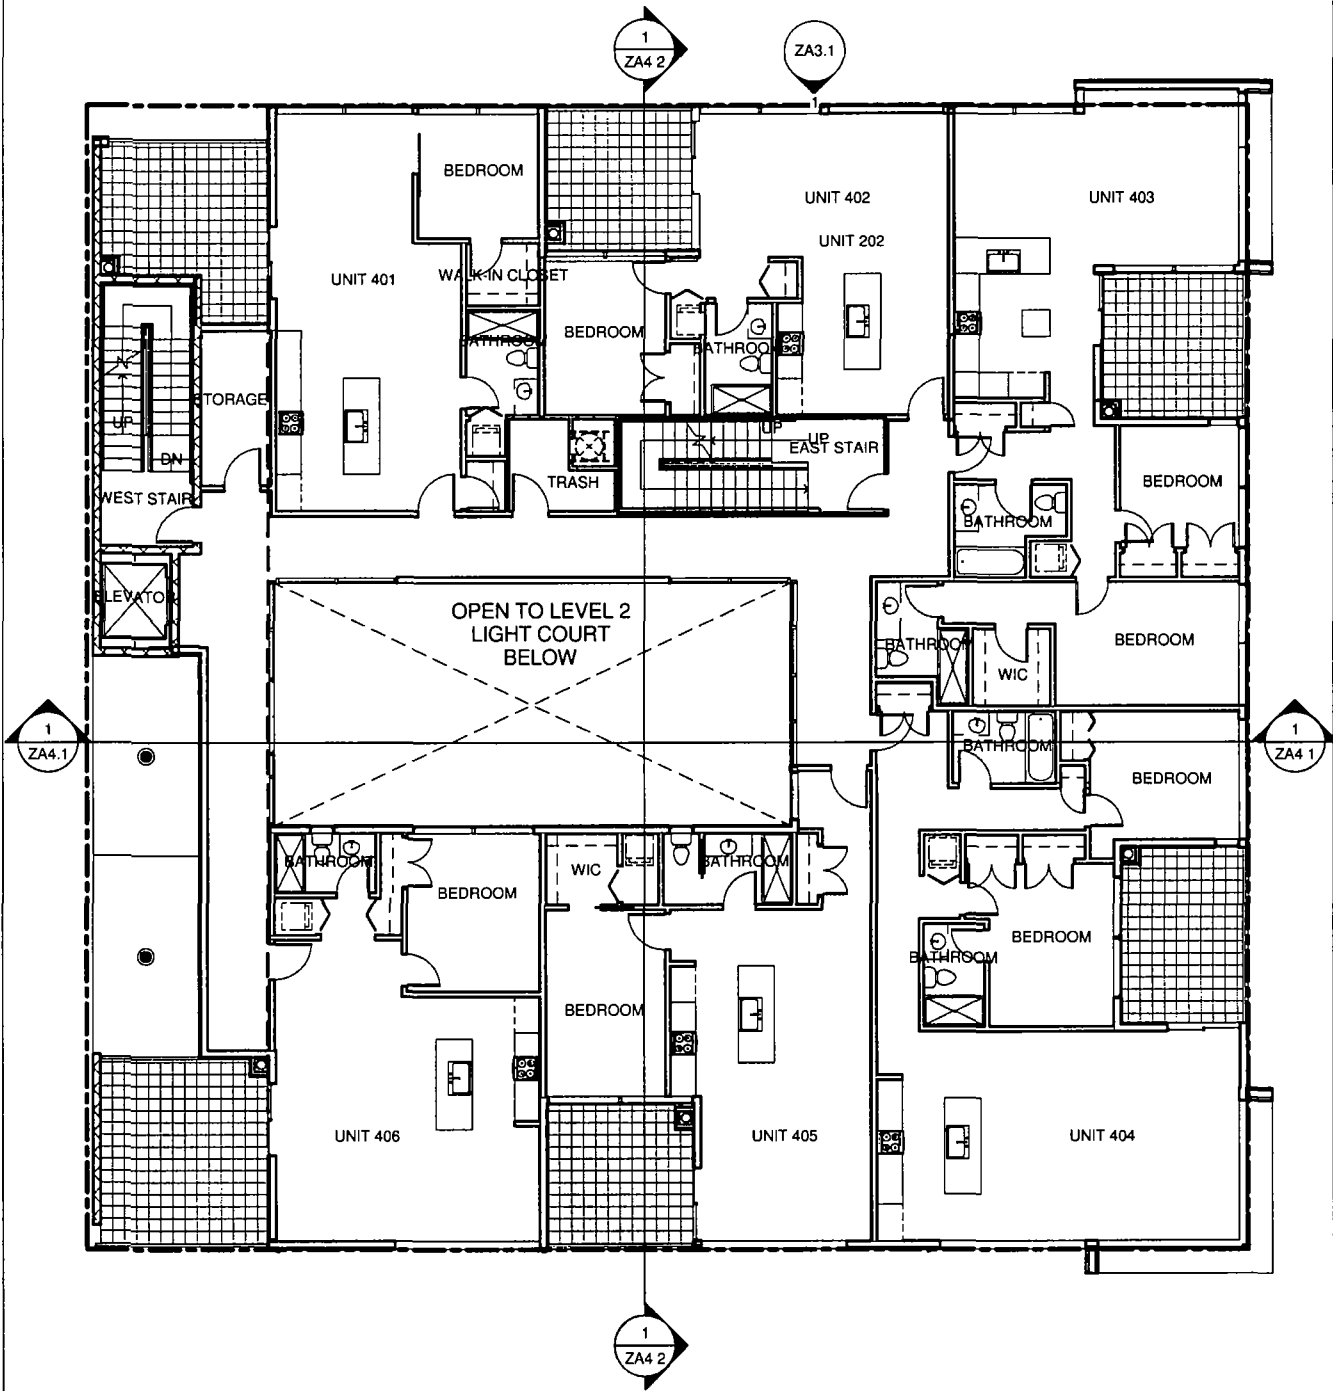 1
ZA4 2
ZA3.1
1
BEDROOM
UNIT 402
UNIT 403
UNIT 202
UNIT 401
WALK-IN CLOSET
BEDROOM
BATHROOM
BATHROOM
STORAGE
UP
DN
UP
UP
EAST STAIR
TRASH
BEDROOM
WEST STAIR
BATHROOM
ELEVATOR
OPEN TO LEVEL 2
LIGHT COURT
BELOW
BATHROOM
BEDROOM
WIC
1
ZA4.1
1
ZA4 1
BATHROOM
BEDROOM
BATHROOM
WIC
BATHROOM
BEDROOM
BEDROOM
BATHROOM
BEDROOM
UNIT 406
UNIT 405
UNIT 404
1
ZA4 2